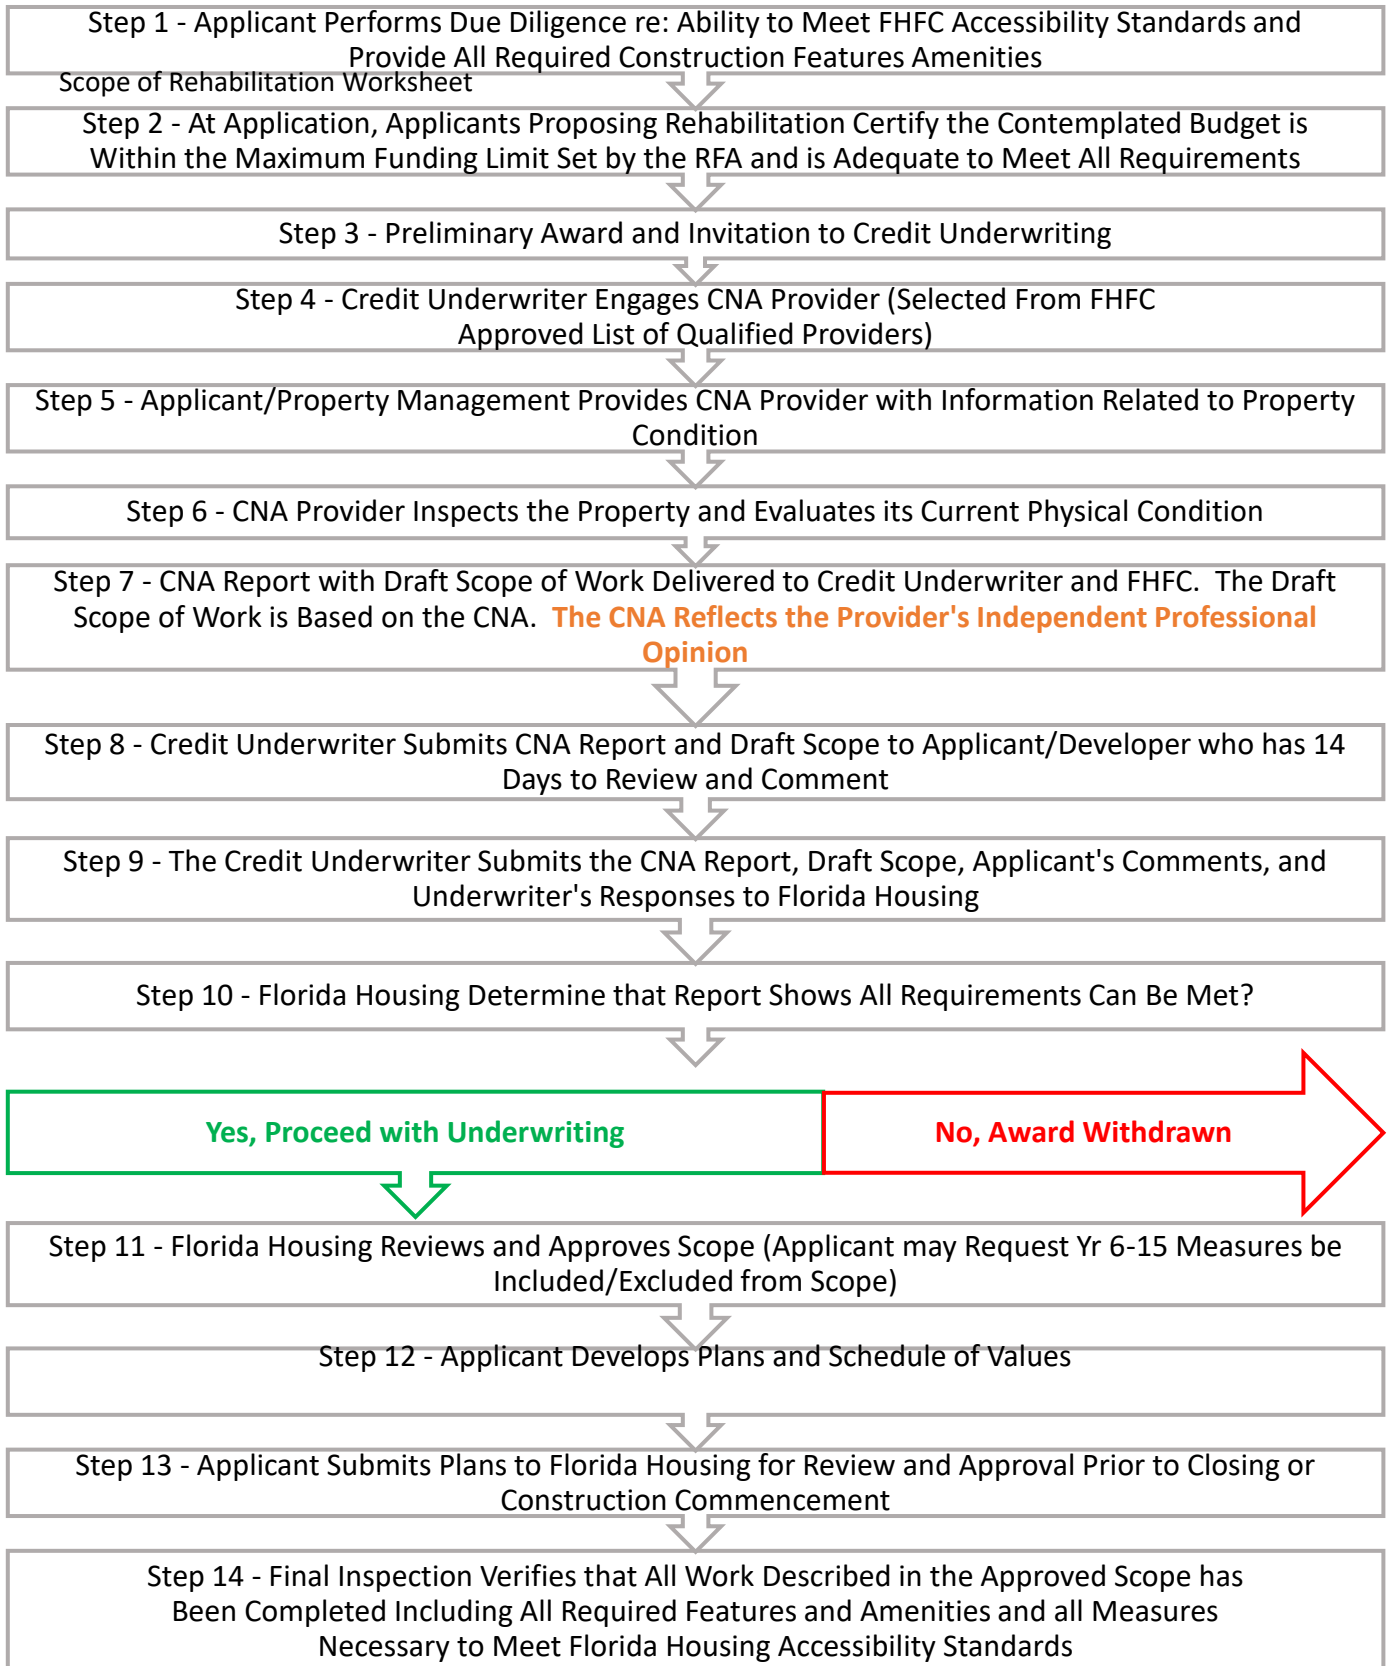 Step 1 - Applicant Performs Due Diligence re: Ability to Meet FHFC Accessibility Standards and
Provide All Required Construction Features Amenities
Scope of Rehabilitation Worksheet
Step 2 - At Application, Applicants Proposing Rehabilitation Certify the Contemplated Budget is
Within the Maximum Funding Limit Set by the RFA and is Adequate to Meet All Requirements
Step 3 - Preliminary Award and Invitation to Credit Underwriting
Step 4 - Credit Underwriter Engages CNA Provider (Selected From FHFC
Approved List of Qualified Providers)
Step 5 - Applicant/Property Management Provides CNA Provider with Information Related to Property
Condition
Step 6 - CNA Provider Inspects the Property and Evaluates its Current Physical Condition
Step 7 - CNA Report with Draft Scope of Work Delivered to Credit Underwriter and FHFC.  The Draft
Scope of Work is Based on the CNA.  The CNA Reflects the Provider's Independent Professional
Opinion
Step 8 - Credit Underwriter Submits CNA Report and Draft Scope to Applicant/Developer who has 14
Days to Review and Comment
Step 9 - The Credit Underwriter Submits the CNA Report, Draft Scope, Applicant's Comments, and
Underwriter's Responses to Florida Housing
Step 10 - Florida Housing Determine that Report Shows All Requirements Can Be Met?
Yes, Proceed with Underwriting
No, Award Withdrawn
Step 11 - Florida Housing Reviews and Approves Scope (Applicant may Request Yr 6-15 Measures be
Included/Excluded from Scope)
Step 12 - Applicant Develops Plans and Schedule of Values
Step 13 - Applicant Submits Plans to Florida Housing for Review and Approval Prior to Closing or
Construction Commencement
Step 14 - Final Inspection Verifies that All Work Described in the Approved Scope has
Been Completed Including All Required Features and Amenities and all Measures
Necessary to Meet Florida Housing Accessibility Standards